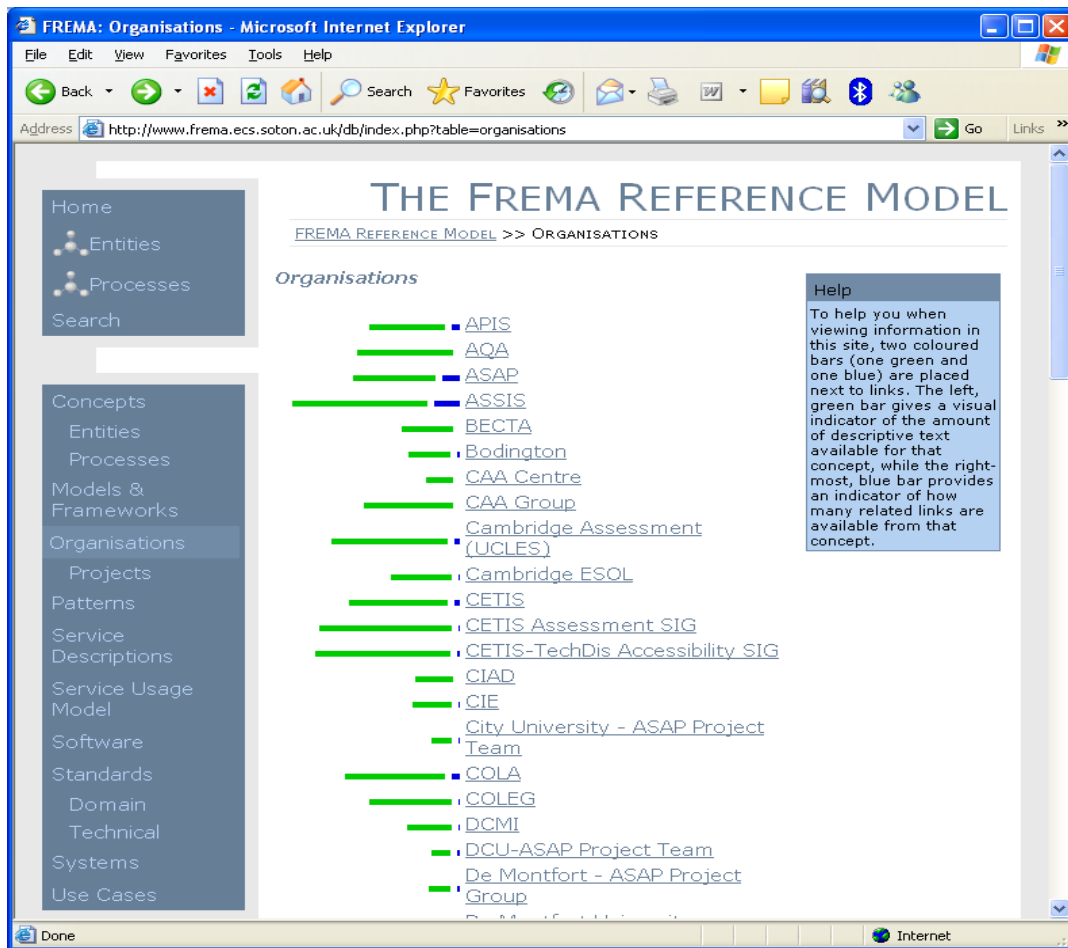 FREMA: Organisations - Microsoft Internet Explorer
File Edit View Favorites Tools Help
Back Search Favorites
Address http://www.frema.ecs.soton.ac.uk/db/index.php?table=organisations Go Links »
THE FREMA REFERENCE MODEL
FREMA REFERENCE MODEL >> ORGANISATIONS
Home
Entities
Processes
Search
Concepts
Entities
Processes
Models &
Frameworks
Organisations
Projects
Patterns
Service
Descriptions
Service Usage
Model
Software
Standards
Domain
Technical
Systems
Use Cases
Organisations
APIS
AQA
ASAP
ASSIS
BECTA
Bodington
CAA Centre
CAA Group
Cambridge Assessment
(UCLES)
Cambridge ESOL
CETIS
CETIS Assessment SIG
CETIS-TechDis Accessibility SIG
CIAD
CIE
City University - ASAP Project
Team
COLA
COLEG
DCMI
DCU-ASAP Project Team
De Montfort - ASAP Project
Group
Help
To help you when
viewing information in
this site, two coloured
bars (one green and
one blue) are placed
next to links. The left,
green bar gives a visual
indicator of the amount
of descriptive text
available for that
concept, while the right-
most, blue bar provides
an indicator of how
many related links are
available from that
concept.
Done Internet